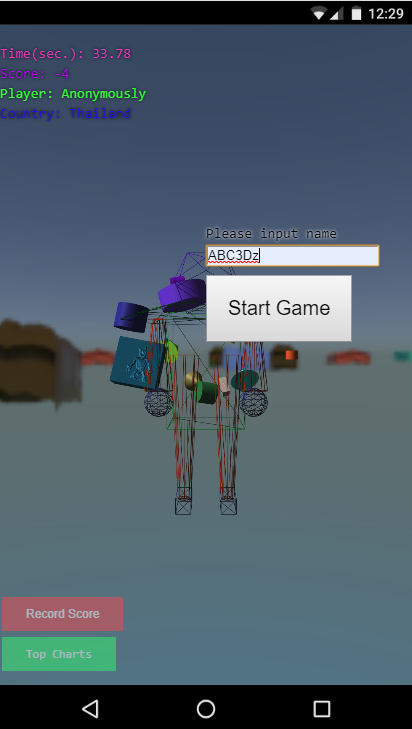 12:29
Time(sec.): 33.78
Score: -4
Player: Anonymously
Country: Thailand
Please input name
ABC3Dz
Start Game
Record Score
Top Charts